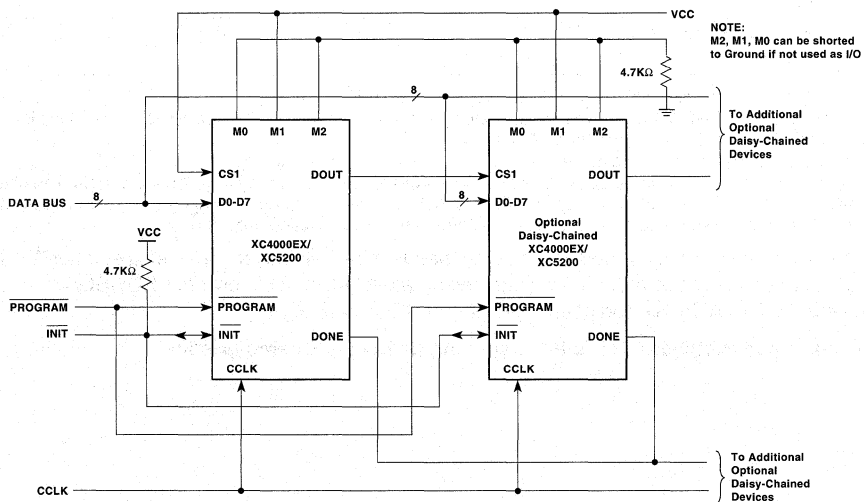 VCC
NOTE:
M2, M1, M0 can be shorted
to Ground if not used as I/O
4.7KΩ
8
M0 M1 M2
M0 M1 M2
To Additional
Optional
Daisy-Chained
Devices
CS1 DOUT
CS1 DOUT
DATA BUS 8
D0-D7
8 D0-D7
VCC
4.7KΩ
XC4000EX/
XC5200
Optional
Daisy-Chained
XC4000EX/
XC5200
PROGRAM
PROGRAM
PROGRAM
INIT
INIT DONE
INIT DONE
CCLK
CCLK
To Additional
Optional
Daisy-Chained
Devices
CCLK